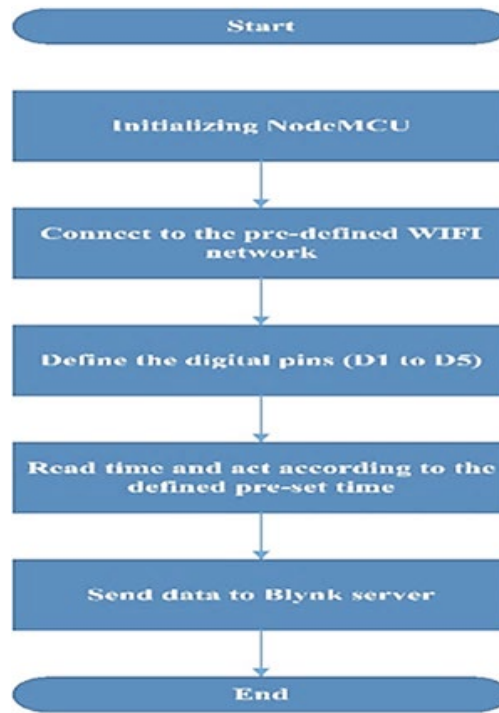 Start
Initializing NodeMCU
Connect to the pre-defined WIFI
network
Define the digital pins (D1 to D5)
Read time and act according to the
defined pre-set time
Send data to Blynk server
End